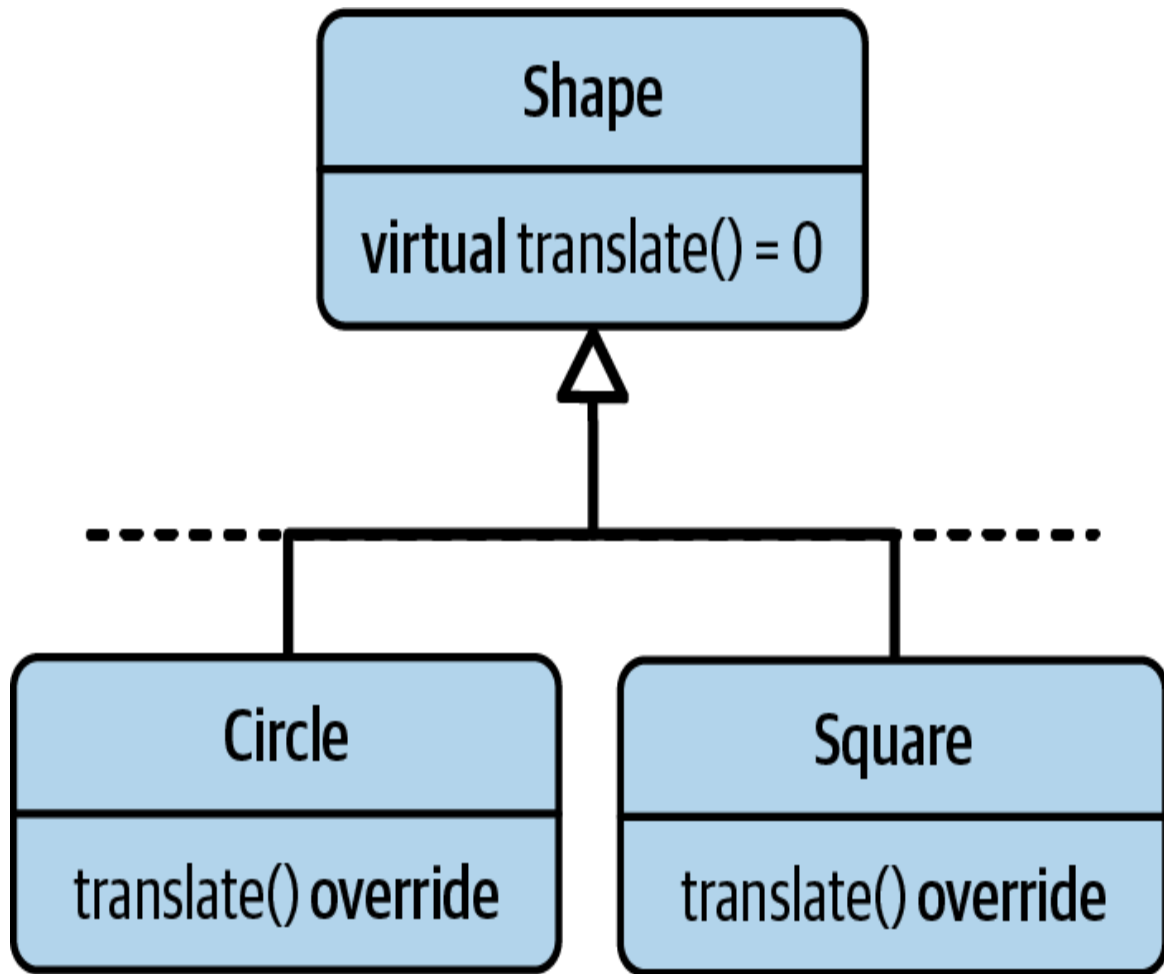 Shape
virtual translate() = 0
Circle
translate() override
Square
translate() override